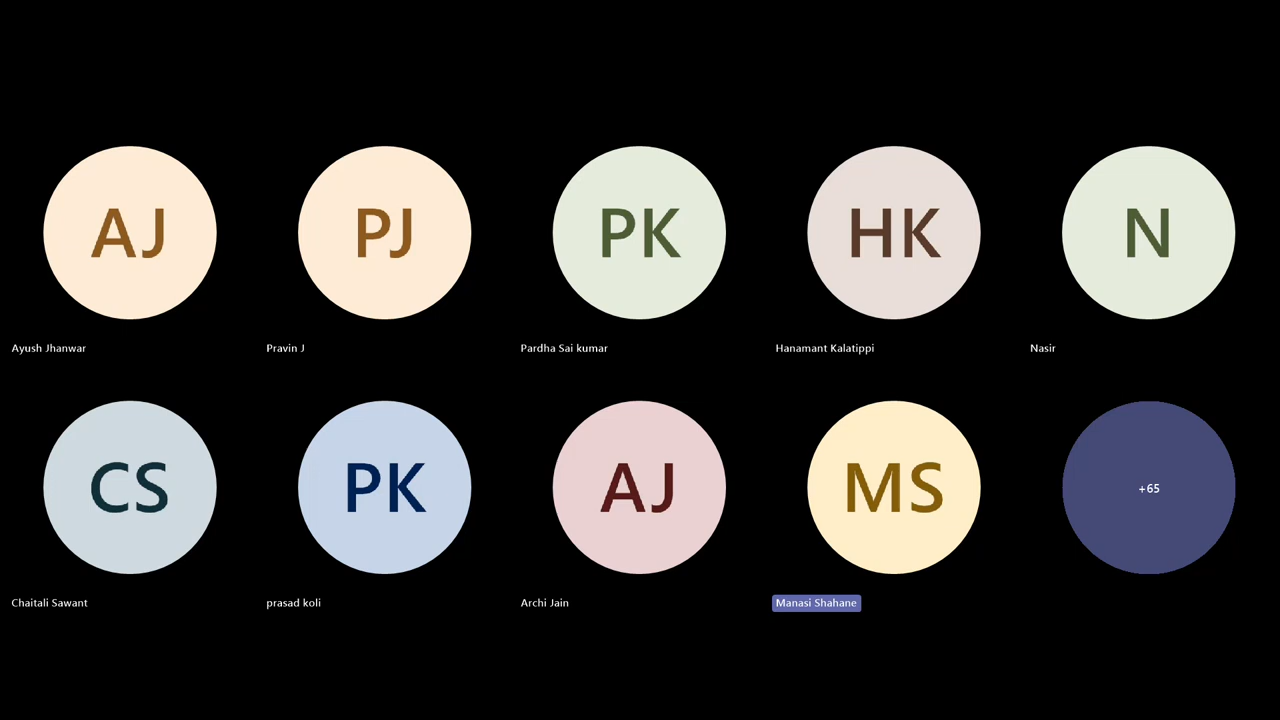 AJ
PJ
PK
HK
N
Ayush Jhanwar
Pravin J
Pardha Sai kumar
Hanamant Kalatippi
Nasir
CS
PK
AJ
MS
+65
Chaitali Sawant
prasad koli
Archi Jain
Manasi Shahane